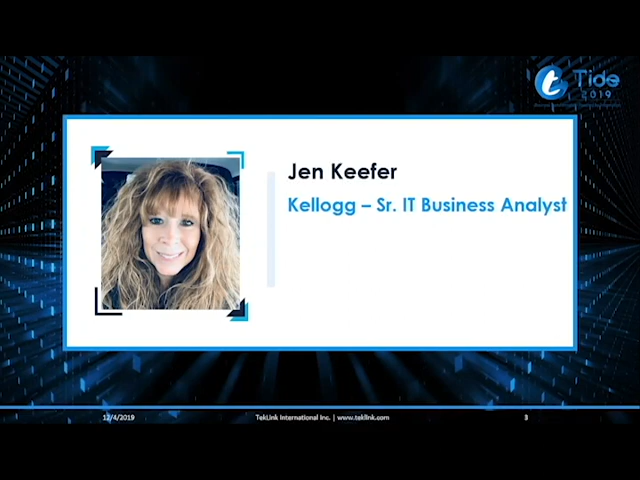 Tide
2019
Jen Keefer
Kellogg – Sr. IT Business Analyst
12/4/2019
TekLink International Inc. | www.teklink.com
3